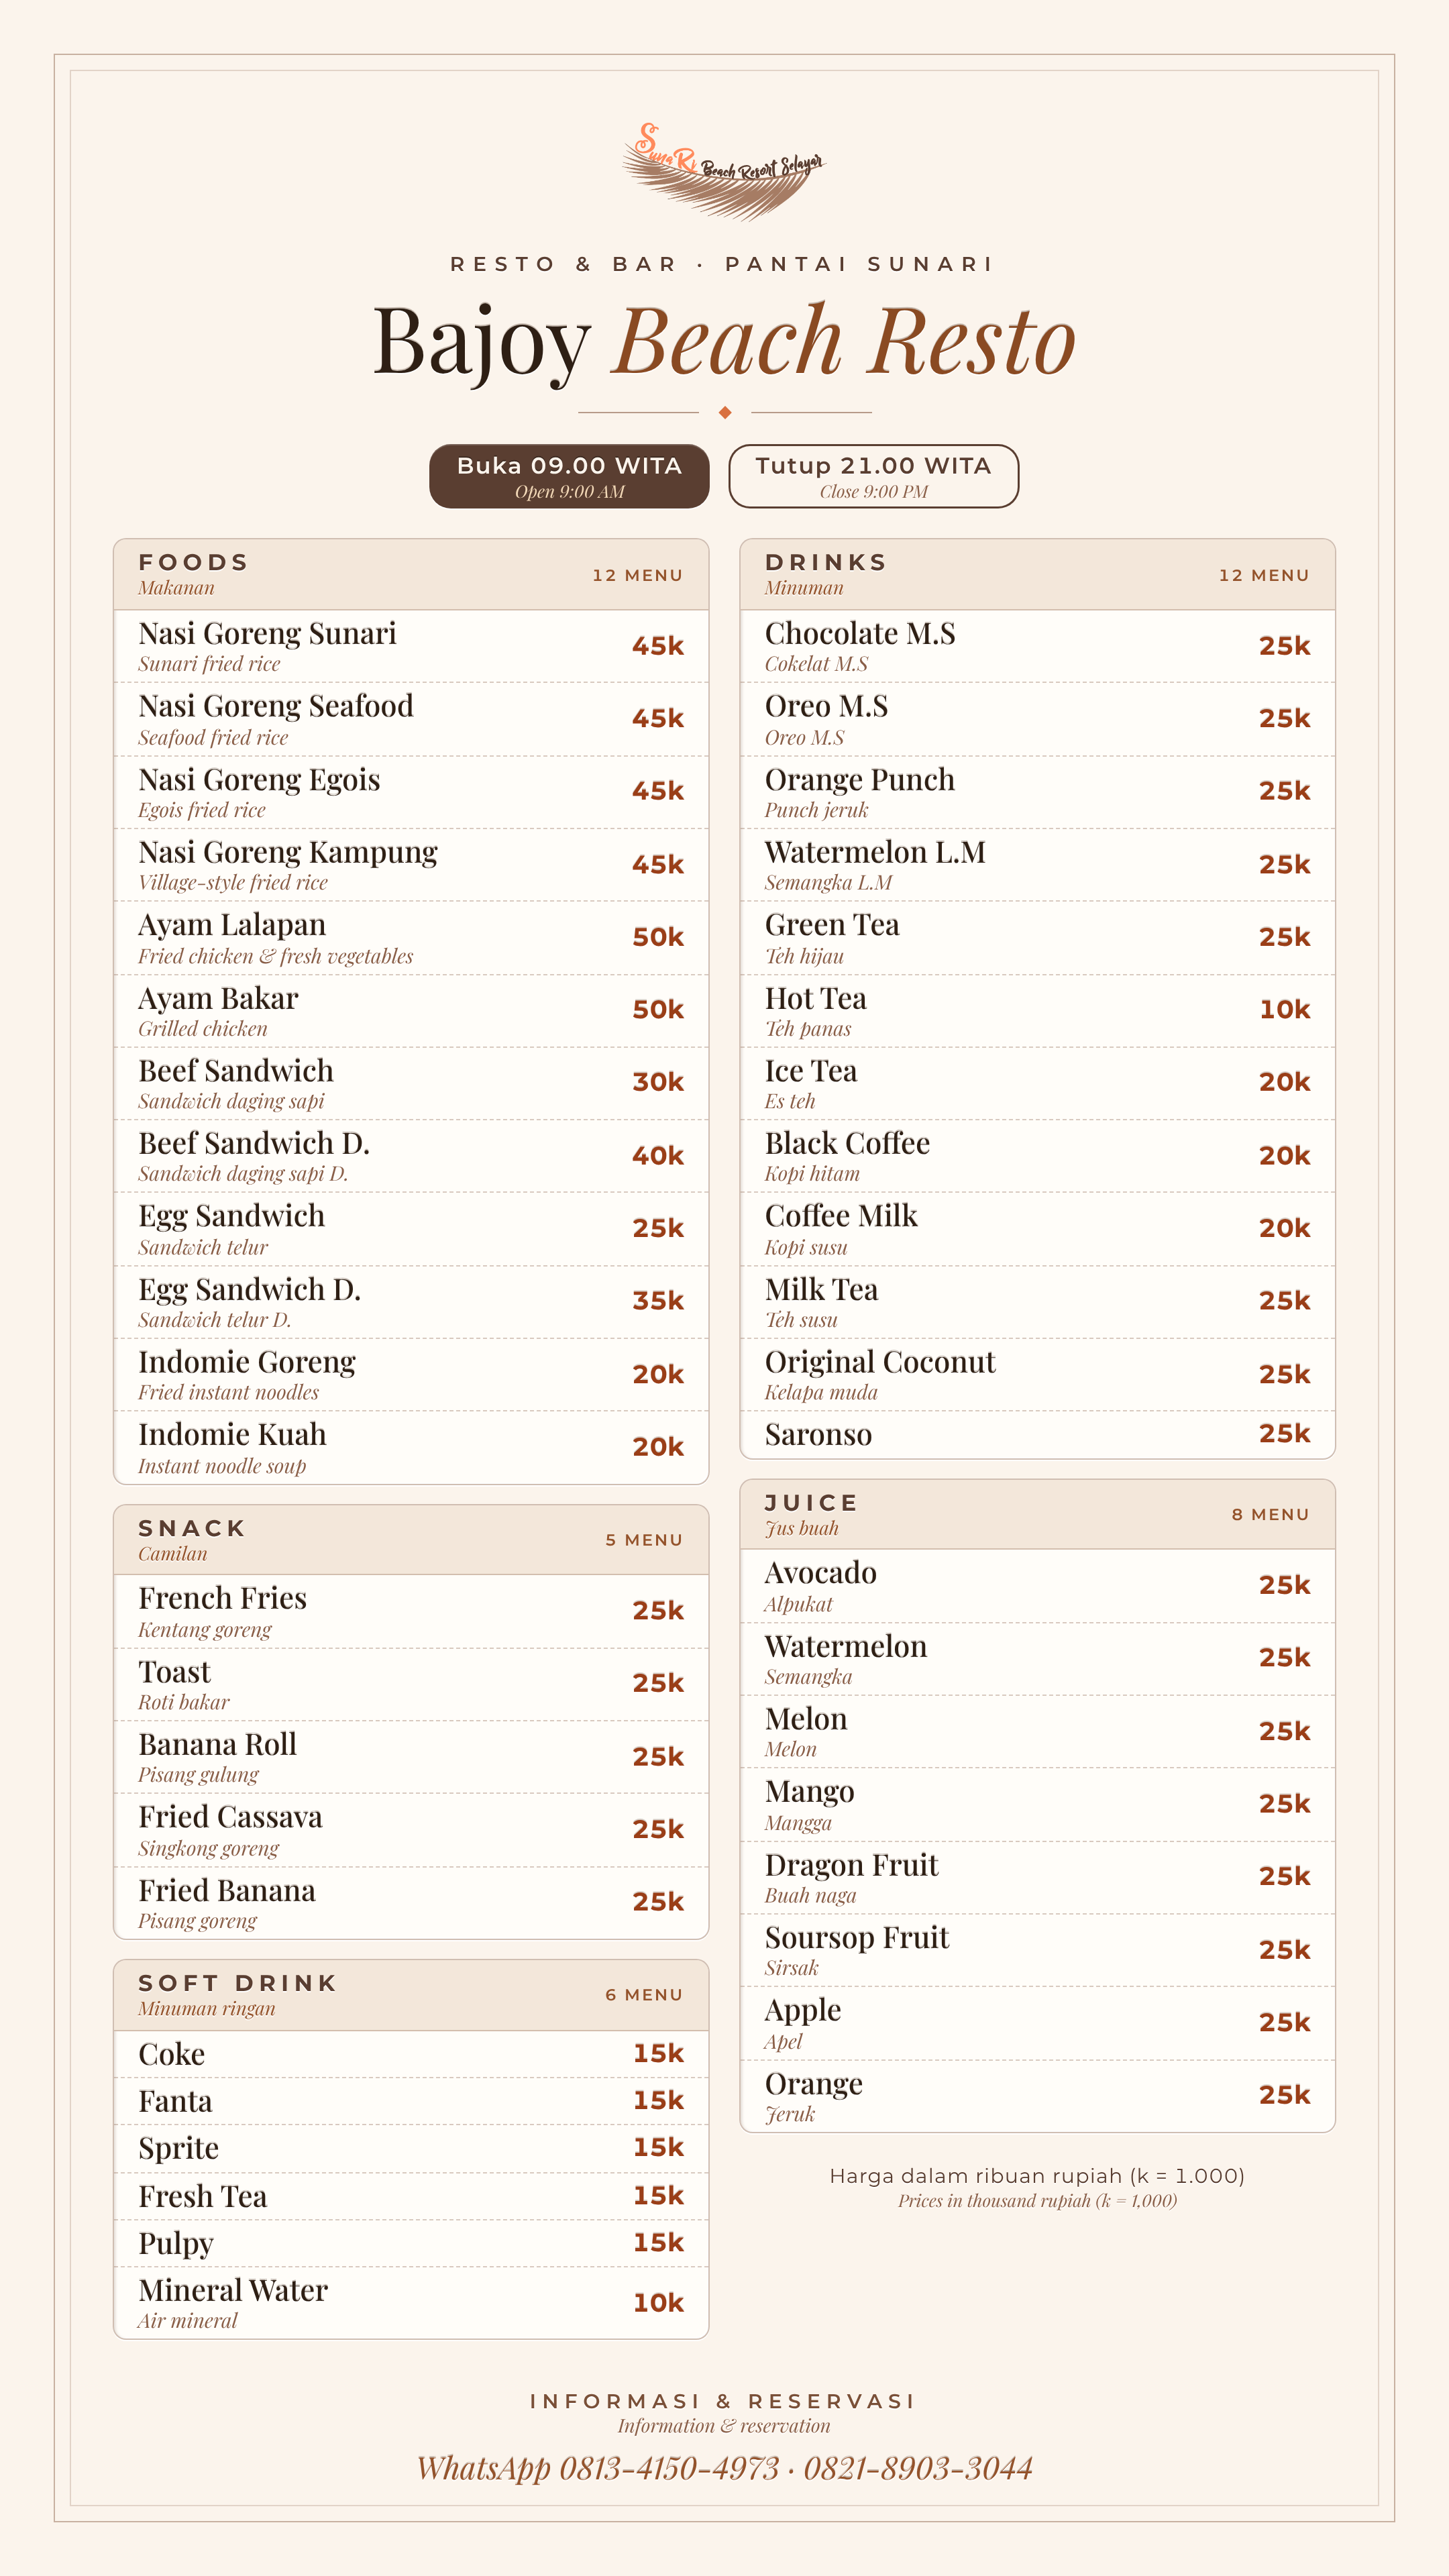 SunaRi Beach Resort Selayar
RESTO & BAR · PANTAI SUNARI
Bajoy Beach Resto
Buka 09.00 WITA
Open 9:00 AM
Tutup 21.00 WITA
Close 9:00 PM
FOODS
Makanan
12 MENU
Nasi Goreng Sunari
Sunari fried rice
45k
Nasi Goreng Seafood
Seafood fried rice
45k
Nasi Goreng Egois
Egois fried rice
45k
Nasi Goreng Kampung
Village-style fried rice
45k
Ayam Lalapan
Fried chicken & fresh vegetables
50k
Ayam Bakar
Grilled chicken
50k
Beef Sandwich
Sandwich daging sapi
30k
Beef Sandwich D.
Sandwich daging sapi D.
40k
Egg Sandwich
Sandwich telur
25k
Egg Sandwich D.
Sandwich telur D.
35k
Indomie Goreng
Fried instant noodles
20k
Indomie Kuah
Instant noodle soup
20k
SNACK
Camilan
5 MENU
French Fries
Kentang goreng
25k
Toast
Roti bakar
25k
Banana Roll
Pisang gulung
25k
Fried Cassava
Singkong goreng
25k
Fried Banana
Pisang goreng
25k
SOFT DRINK
Minuman ringan
6 MENU
Coke
15k
Fanta
15k
Sprite
15k
Fresh Tea
15k
Pulpy
15k
Mineral Water
Air mineral
10k
DRINKS
Minuman
12 MENU
Chocolate M.S
Cokelat M.S
25k
Oreo M.S
Oreo M.S
25k
Orange Punch
Punch jeruk
25k
Watermelon L.M
Semangka L.M
25k
Green Tea
Teh hijau
25k
Hot Tea
Teh panas
10k
Ice Tea
Es teh
20k
Black Coffee
Kopi hitam
20k
Coffee Milk
Kopi susu
20k
Milk Tea
Teh susu
25k
Original Coconut
Kelapa muda
25k
Saronso
25k
JUICE
Jus buah
8 MENU
Avocado
Alpukat
25k
Watermelon
Semangka
25k
Melon
Melon
25k
Mango
Mangga
25k
Dragon Fruit
Buah naga
25k
Soursop Fruit
Sirsak
25k
Apple
Apel
25k
Orange
Jeruk
25k
Harga dalam ribuan rupiah (k = 1.000)
Prices in thousand rupiah (k = 1,000)
INFORMASI & RESERVASI
Information & reservation
WhatsApp 0813-4150-4973 · 0821-8903-3044